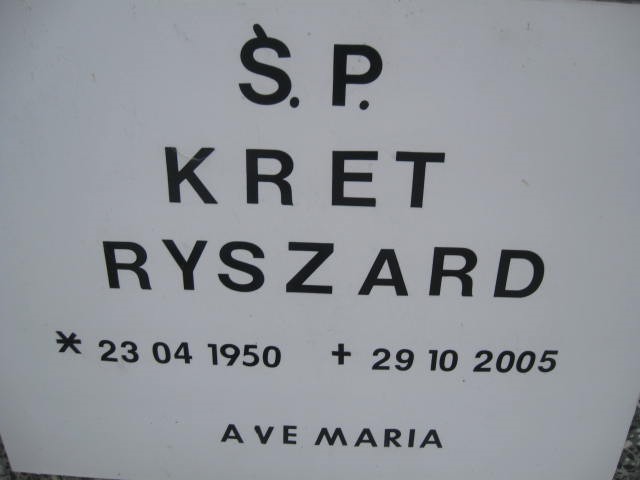 Ś.P.
KRET
RYSZARD
* 23 04 1950 + 29 10 2005
AVE MARIA